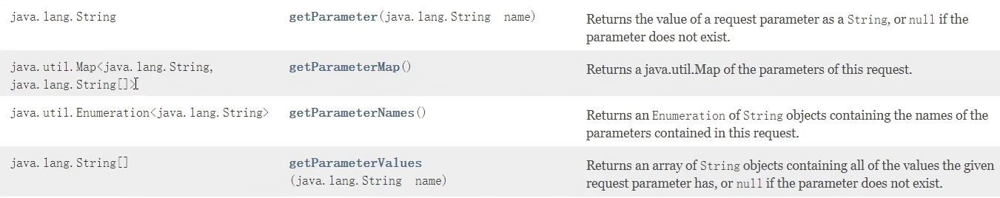 java.lang.String getParameter(java.lang.String name) Returns the value of a request parameter as a String, or null if the
parameter does not exist.
java.util.Map<java.lang.String, getParameterMap() Returns a java.util.Map of the parameters of this request.
java.lang.String[]>
java.util.Enumeration<java.lang.String> getParameterNames() Returns an Enumeration of String objects containing the names of the
parameters contained in this request.
java.lang.String[] getParameterValues Returns an array of String objects containing all of the values the given
(java.lang.String name) request parameter has, or null if the parameter does not exist.